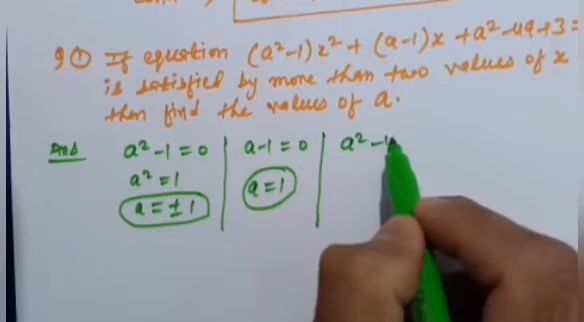 Q ① If equation (a²-1)x² + (a-1)x + a²-4a+3=
is satisfied by more than two values of x
then find the values of a.
Ans a²-1=0 a-1=0 a²-4
a²=1 a=1
a=±1